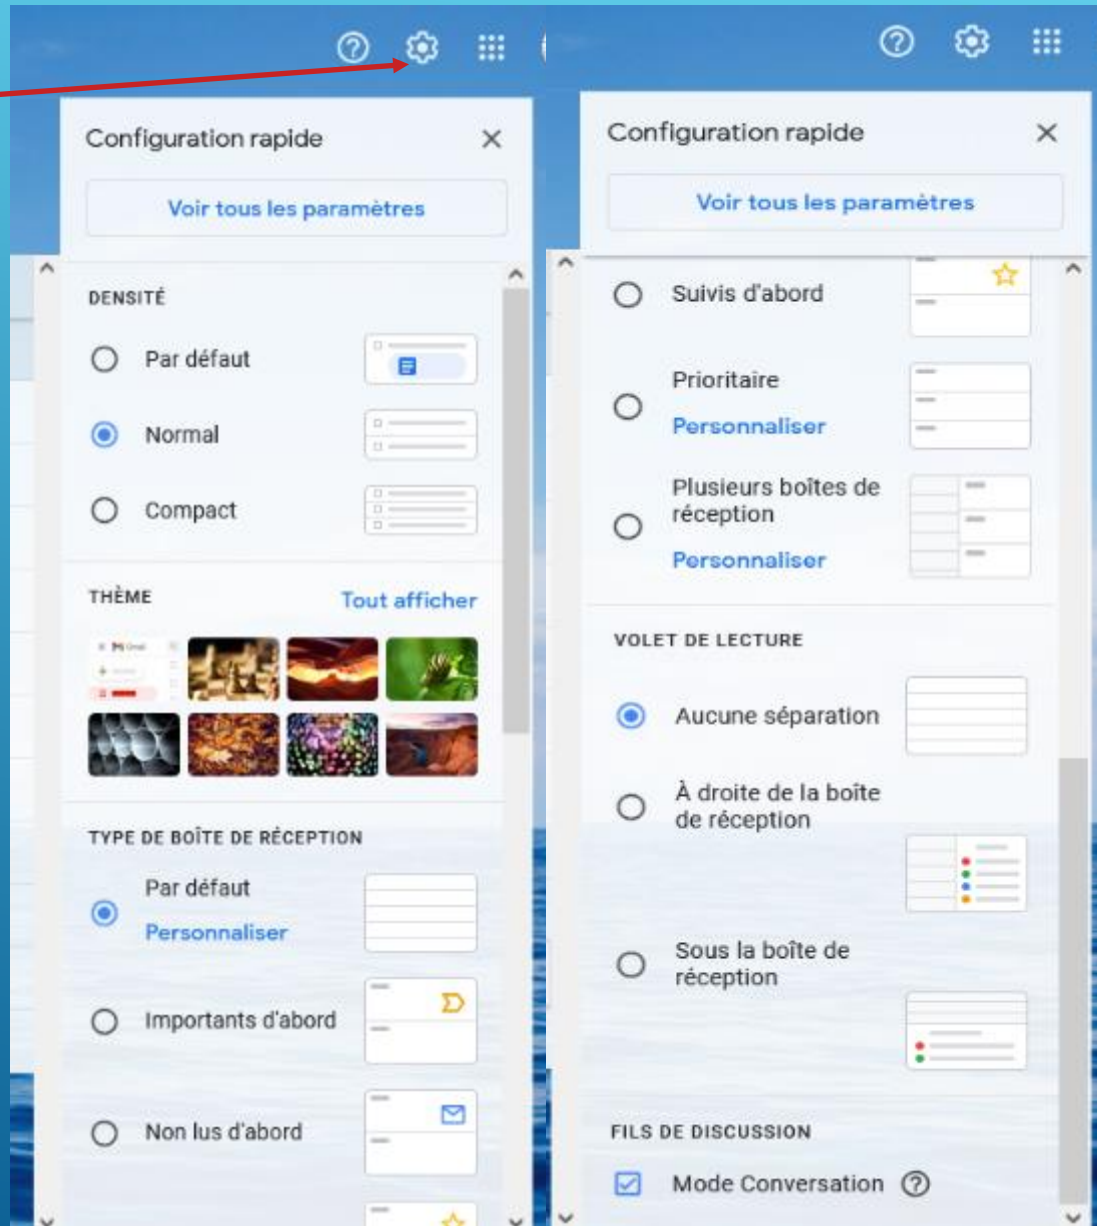 Configuration rapide
Voir tous les paramètres
DENSITÉ
Par défaut
Normal
Compact
THÈME
Tout afficher
Gmail
TYPE DE BOÎTE DE RÉCEPTION
Par défaut
Personnaliser
Importants d'abord
Non lus d'abord
Configuration rapide
Voir tous les paramètres
Suivis d'abord
Prioritaire
Personnaliser
Plusieurs boîtes de
réception
Personnaliser
VOLET DE LECTURE
Aucune séparation
À droite de la boîte
de réception
Sous la boîte de
réception
FILS DE DISCUSSION
Mode Conversation